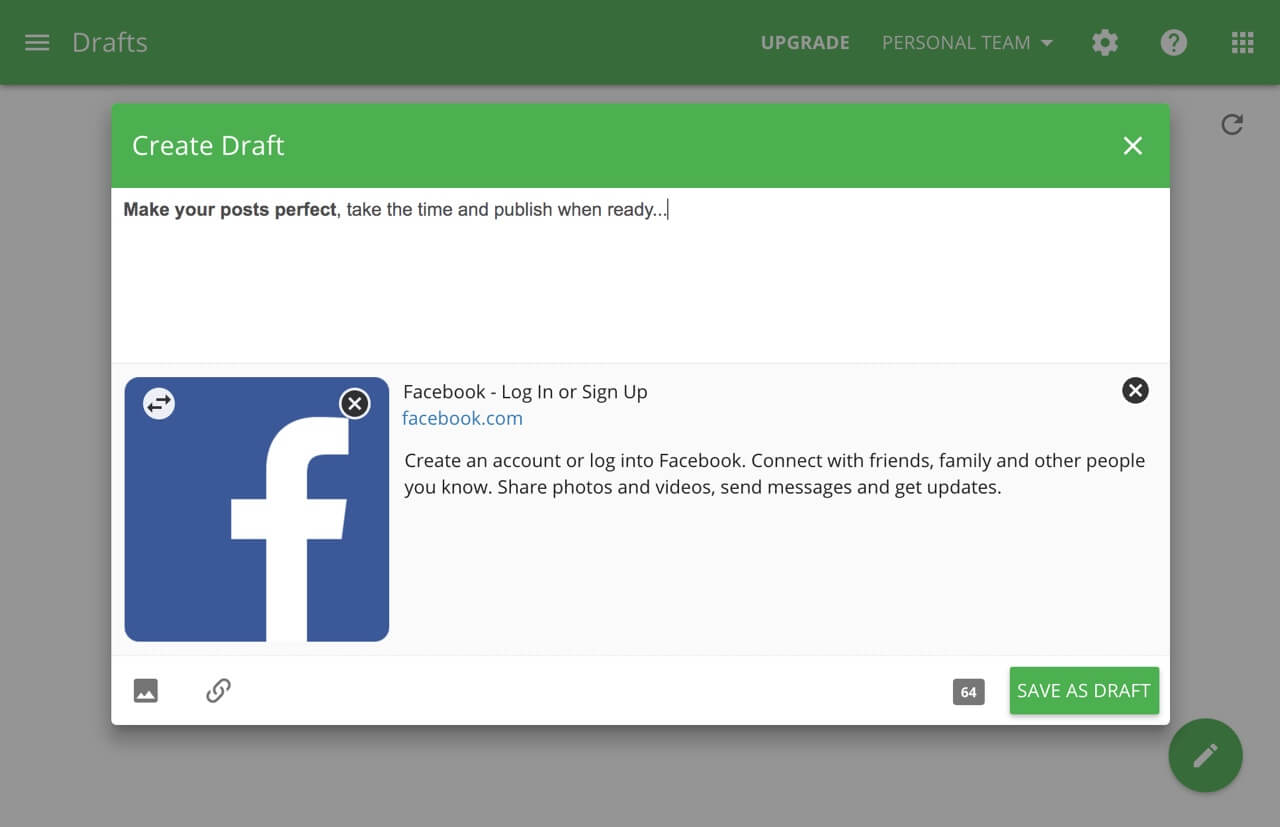 Drafts
UPGRADE
PERSONAL TEAM
Create Draft
Make your posts perfect, take the time and publish when ready...
Facebook - Log In or Sign Up
facebook.com
Create an account or log into Facebook. Connect with friends, family and other people
you know. Share photos and videos, send messages and get updates.
64
SAVE AS DRAFT